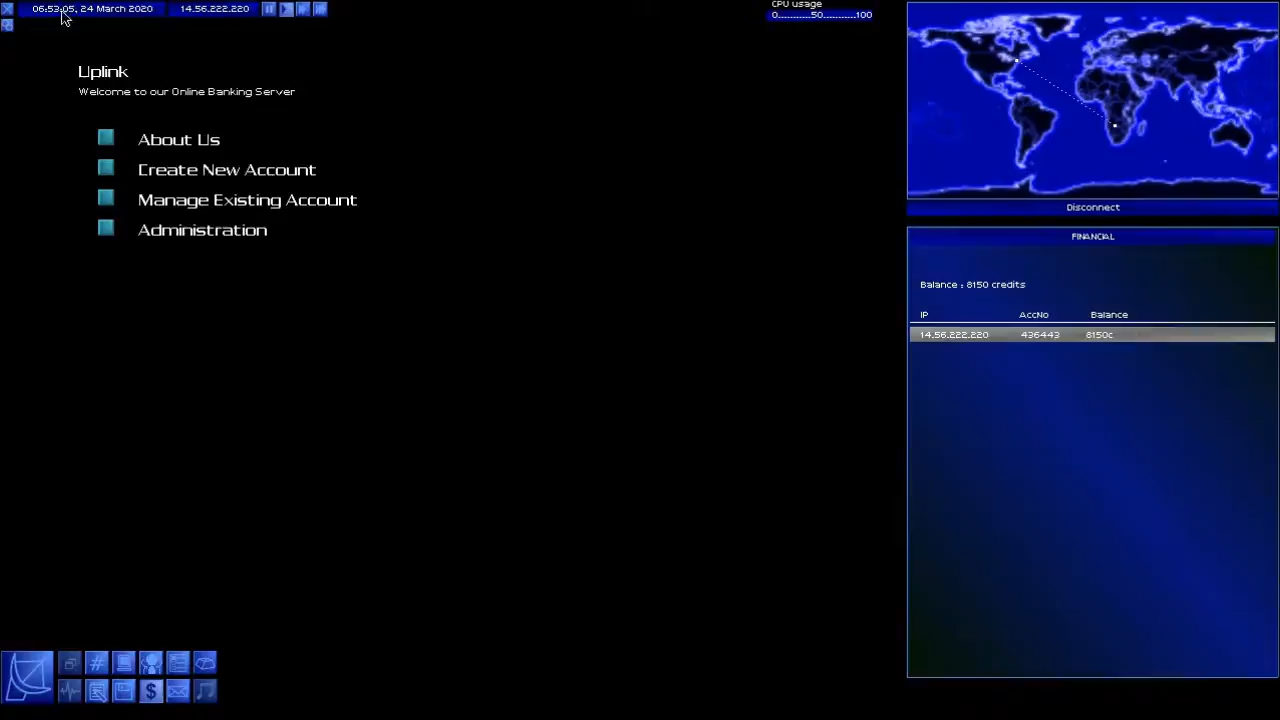 06:53:05, 24 March 2020
14.56.222.220
CPU usage
0............50............100
Uplink
Welcome to our Online Banking Server
About Us
Create New Account
Manage Existing Account
Administration
Disconnect
FINANCIAL
Balance : 8150 credits
IP AccNo Balance
14.56.222.220 436443 8150c
#
$